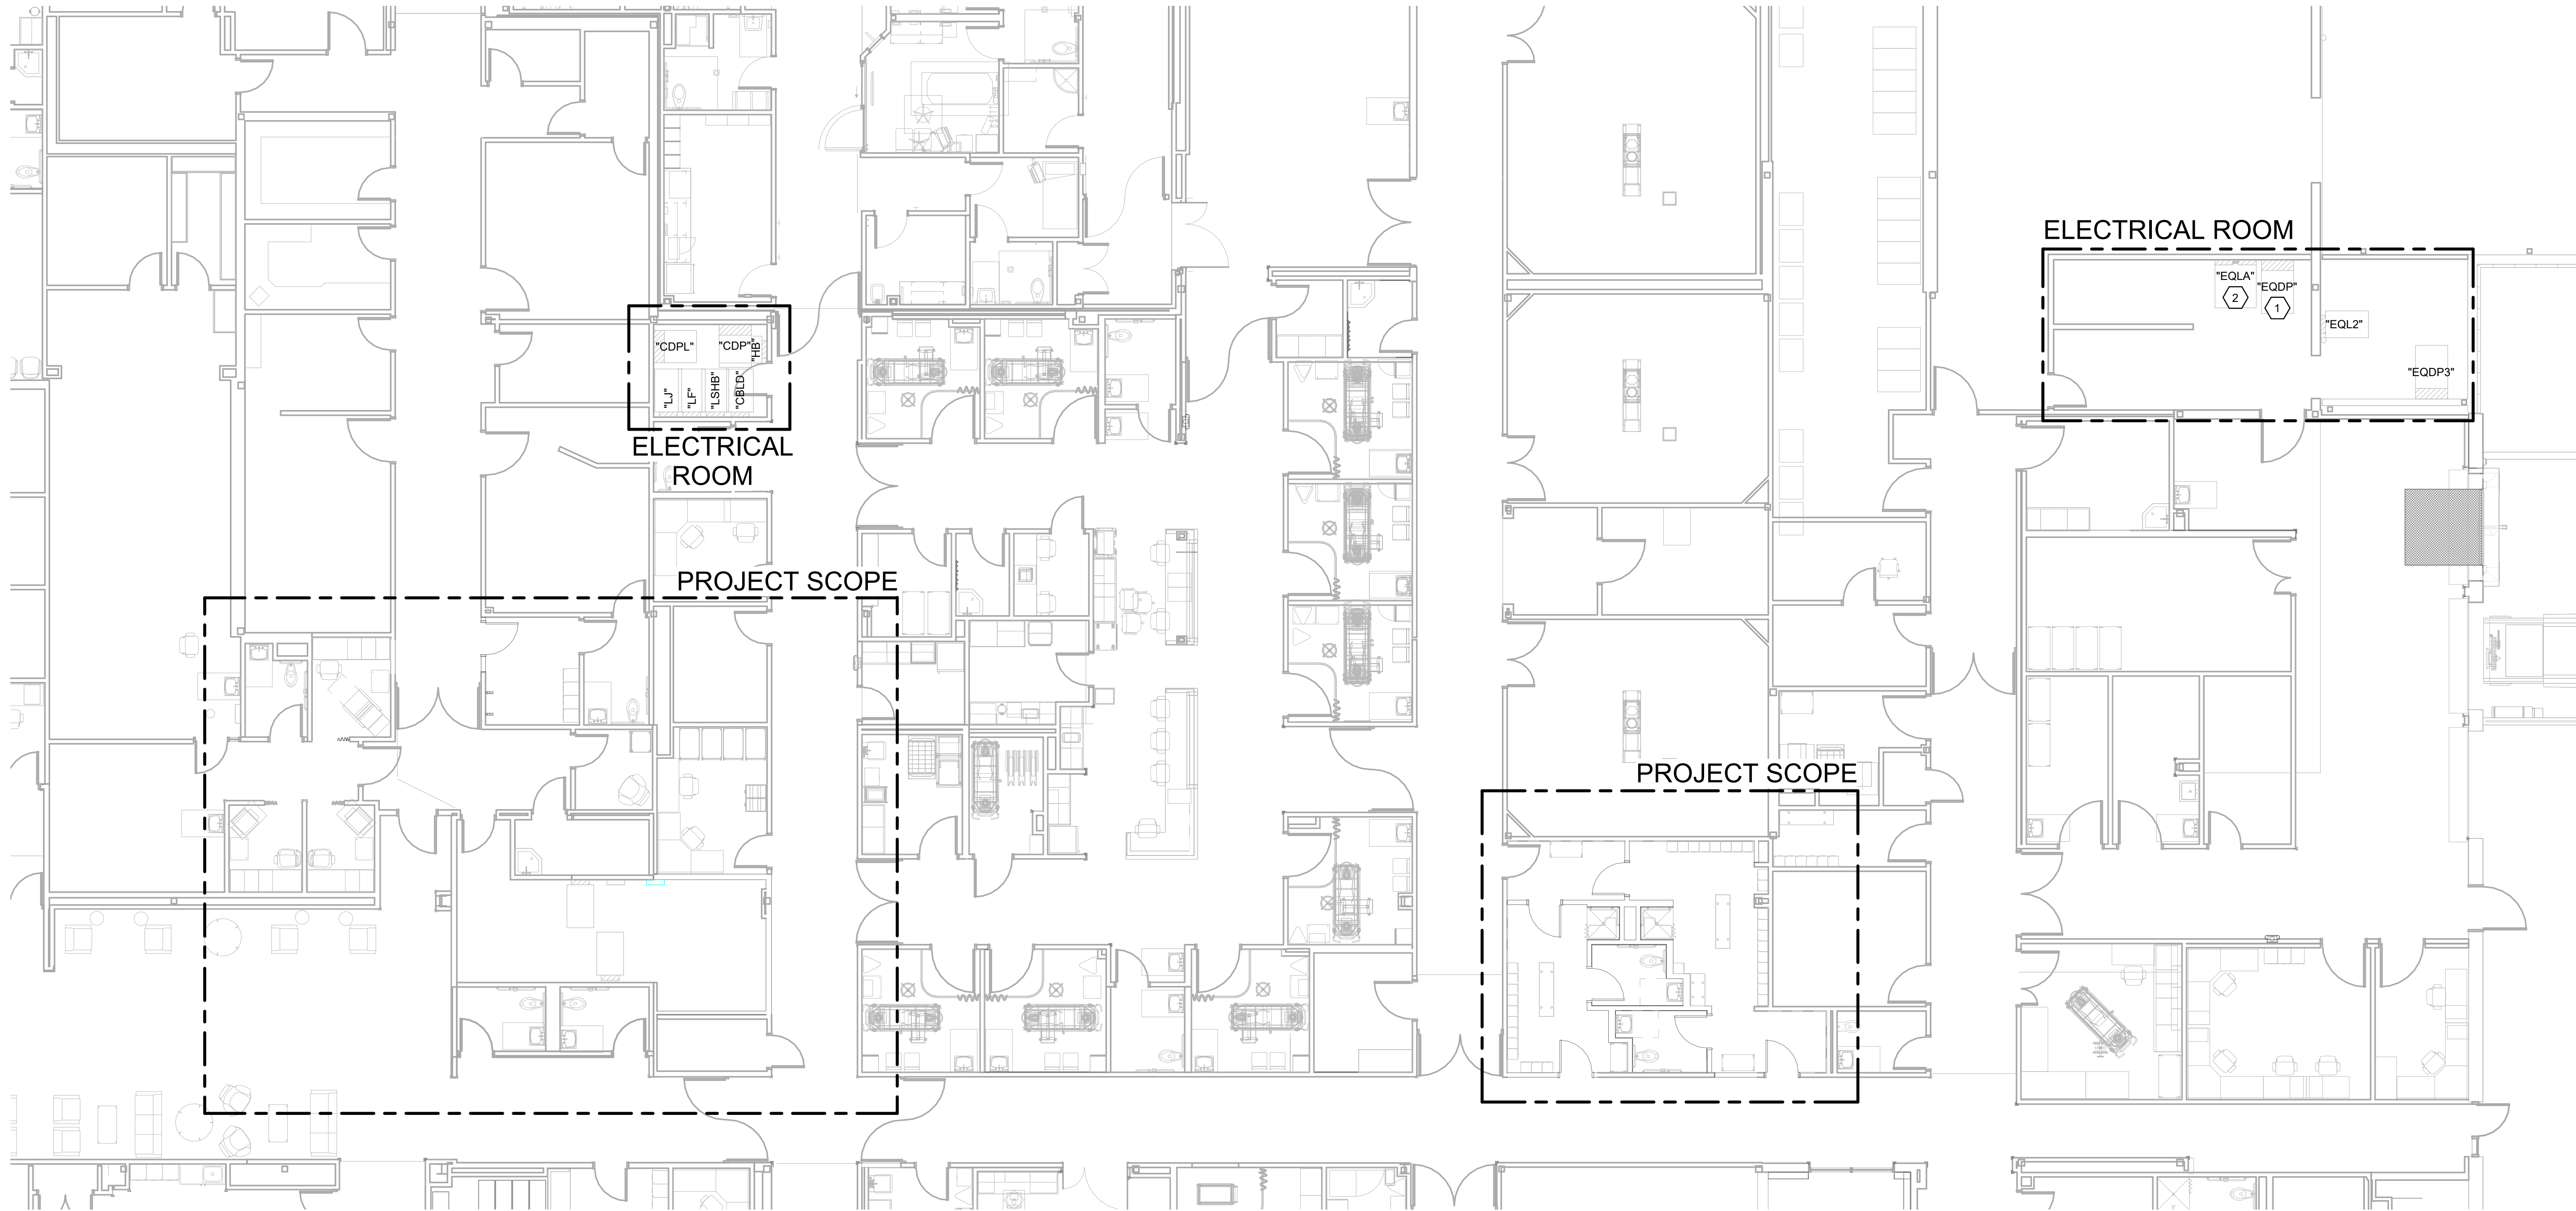 ELECTRICAL ROOM
"EQLA"
2
"EQDP"
1
"EQL2"
"EQDP3"
"CDPL"
"CDP"
"HB"
"LJ"
"LF"
"LSHB"
"CBLD"
ELECTRICAL
ROOM
PROJECT SCOPE
PROJECT SCOPE